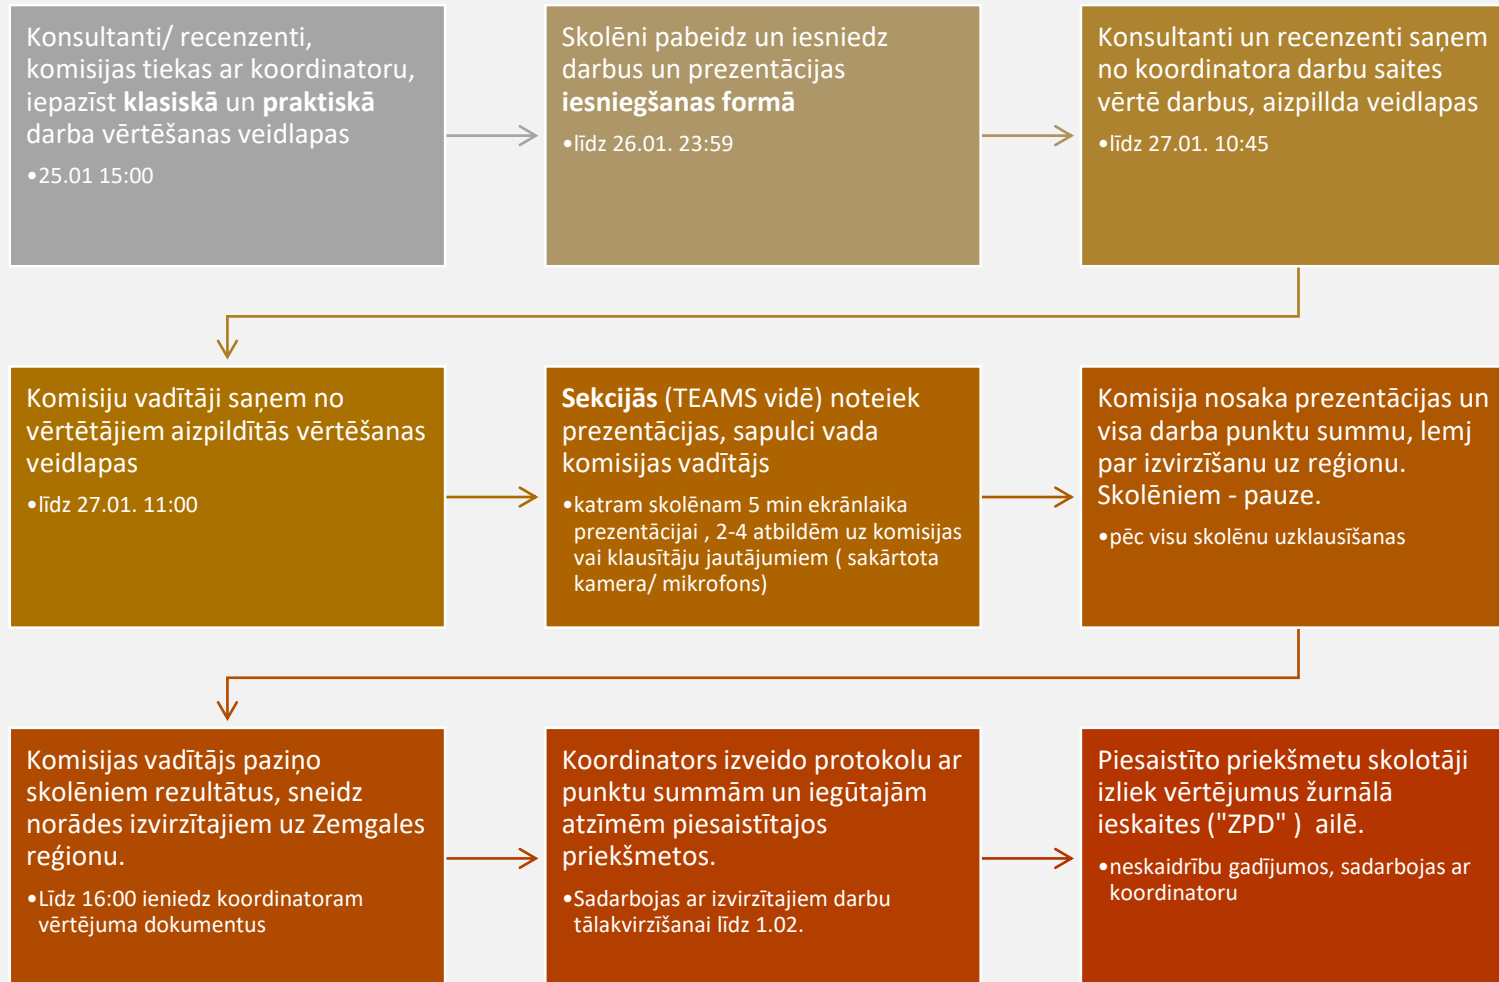 Konsultanti/ recenzenti,
komisijas tiekas ar koordinatoru,
iepazīst klasiskā un praktiskā
darba vērtēšanas veidlapas
•25.01 15:00
Skolēni pabeidz un iesniedz
darbus un prezentācijas
iesniegšanas formā
•līdz 26.01. 23:59
Konsultanti un recenzenti saņem
no koordinatora darbu saites
vērtē darbus, aizpillda veidlapas
•līdz 27.01. 10:45
Komisiju vadītāji saņem no
vērtētājiem aizpildītās vērtēšanas
veidlapas
•līdz 27.01. 11:00
Sekcijās (TEAMS vidē) noteiek
prezentācijas, sapulci vada
komisijas vadītājs
•katram skolēnam 5 min ekrānlaika
prezentācijai , 2-4 atbildēm uz komisijas
vai klausītāju jautājumiem ( sakārtota
kamera/ mikrofons)
Komisija nosaka prezentācijas un
visa darba punktu summu, lemj
par izvirzīšanu uz reģionu.
Skolēniem - pauze.
•pēc visu skolēnu uzklausīšanas
Komisijas vadītājs paziņo
skolēniem rezultātus, sneidz
norādes izvirzītajiem uz Zemgales
reģionu.
•Līdz 16:00 ieniedz koordinatoram
vērtējuma dokumentus
Koordinators izveido protokolu ar
punktu summām un iegūtajām
atzīmēm piesaistītajos
priekšmetos.
•Sadarbojas ar izvirzītajiem darbu
tālakvirzīšanai līdz 1.02.
Piesaistīto priekšmetu skolotāji
izliek vērtējumus žurnālā
ieskaites ("ZPD" )  ailē.
•neskaidrību gadījumos, sadarbojas ar
koordinatoru